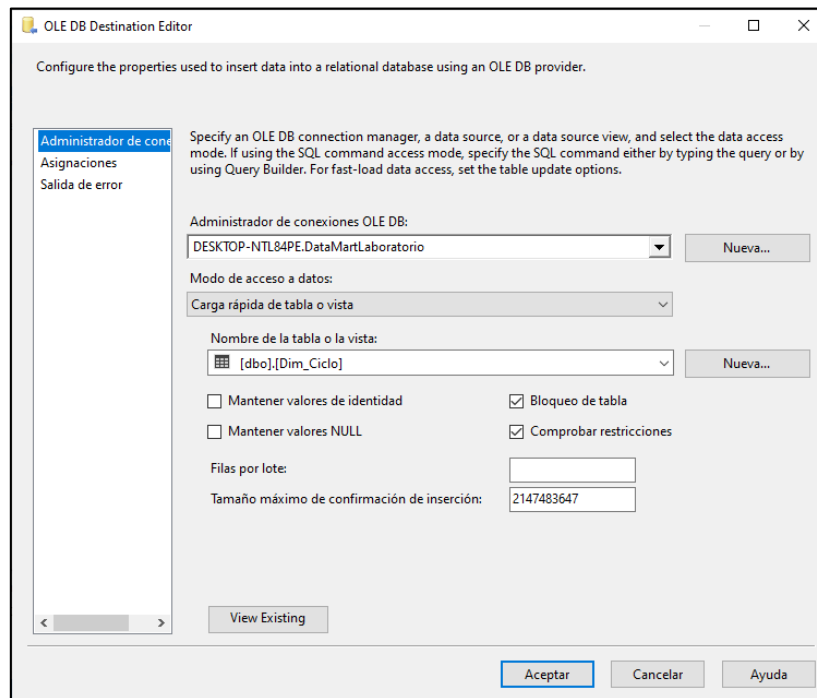 OLE DB Destination Editor
Configure the properties used to insert data into a relational database using an OLE DB provider.
Administrador de cone
Asignaciones
Salida de error
Specify an OLE DB connection manager, a data source, or a data source view, and select the data access
mode. If using the SQL command access mode, specify the SQL command either by typing the query or by
using Query Builder. For fast-load data access, set the table update options.
Administrador de conexiones OLE DB:
DESKTOP-NTL84PE.DataMartLaboratorio
Nueva...
Modo de acceso a datos:
Carga rápida de tabla o vista
Nombre de la tabla o la vista:
[dbo].[Dim_Ciclo]
Nueva...
Mantener valores de identidad
Bloqueo de tabla
Mantener valores NULL
Comprobar restricciones
Filas por lote:
Tamaño máximo de confirmación de inserción:
2147483647
View Existing
Aceptar
Cancelar
Ayuda